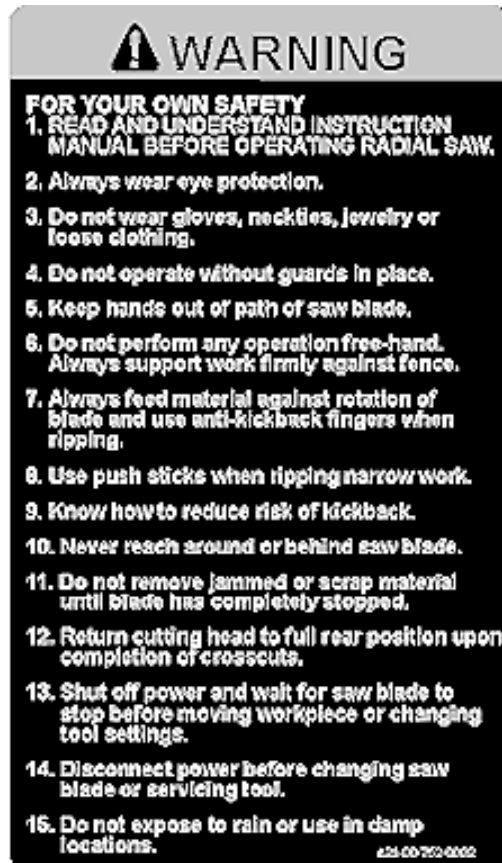 WARNING
FOR YOUR OWN SAFETY
1. READ AND UNDERSTAND INSTRUCTION
MANUAL BEFORE OPERATING RADIAL SAW.
2. Always wear eye protection.
3. Do not wear gloves, neckties, jewelry or
loose clothing.
4. Do not operate without guards in place.
5. Keep hands out of path of saw blade.
6. Do not perform any operation free-hand.
Always support work firmly against fence.
7. Always feed material against rotation of
blade and use anti-kickback fingers when
ripping.
8. Use push sticks when ripping narrow work.
9. Know how to reduce risk of kickback.
10. Never reach around or behind saw blade.
11. Do not remove jammed or scrap material
until blade has completely stopped.
12. Return cutting head to full rear position upon
completion of crosscuts.
13. Shut off power and wait for saw blade to
stop before moving workpiece or changing
tool settings.
14. Disconnect power before changing saw
blade or servicing tool.
15. Do not expose to rain or use in damp
locations.